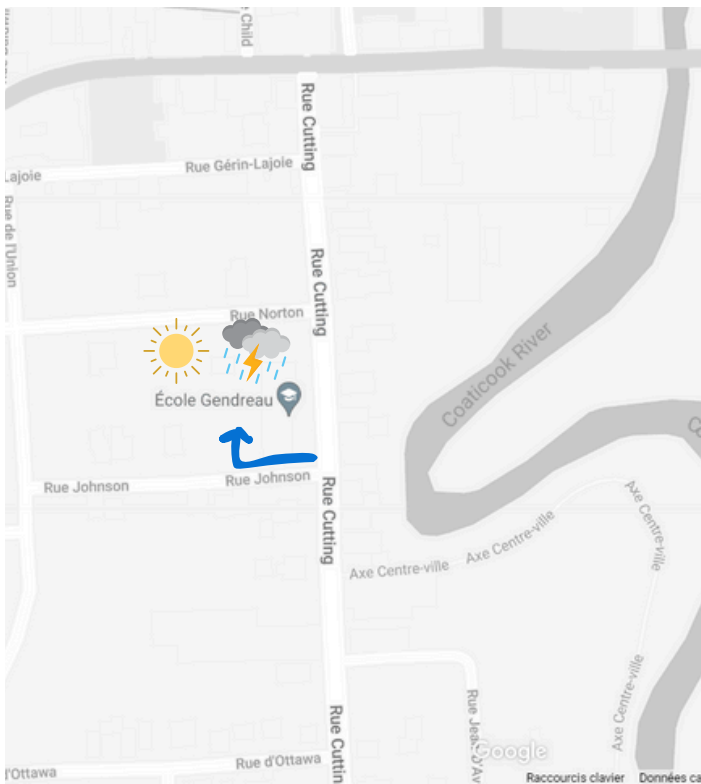 Child
Rue Cutting
Rue Gérin-Lajoie
Lajoie
Rue de l'Union
Rue Cutting
Rue Norton
Coaticook River
École Gendreau
Rue Johnson
Rue Johnson
Rue Cutting
Axe Centre-ville
Axe Centre-ville
Axe Centre-ville
Axe Centre-ville
Rue Cuttin
Rue d'Ottawa
d'Ottawa
Google
Raccourcis clavier
Données ca